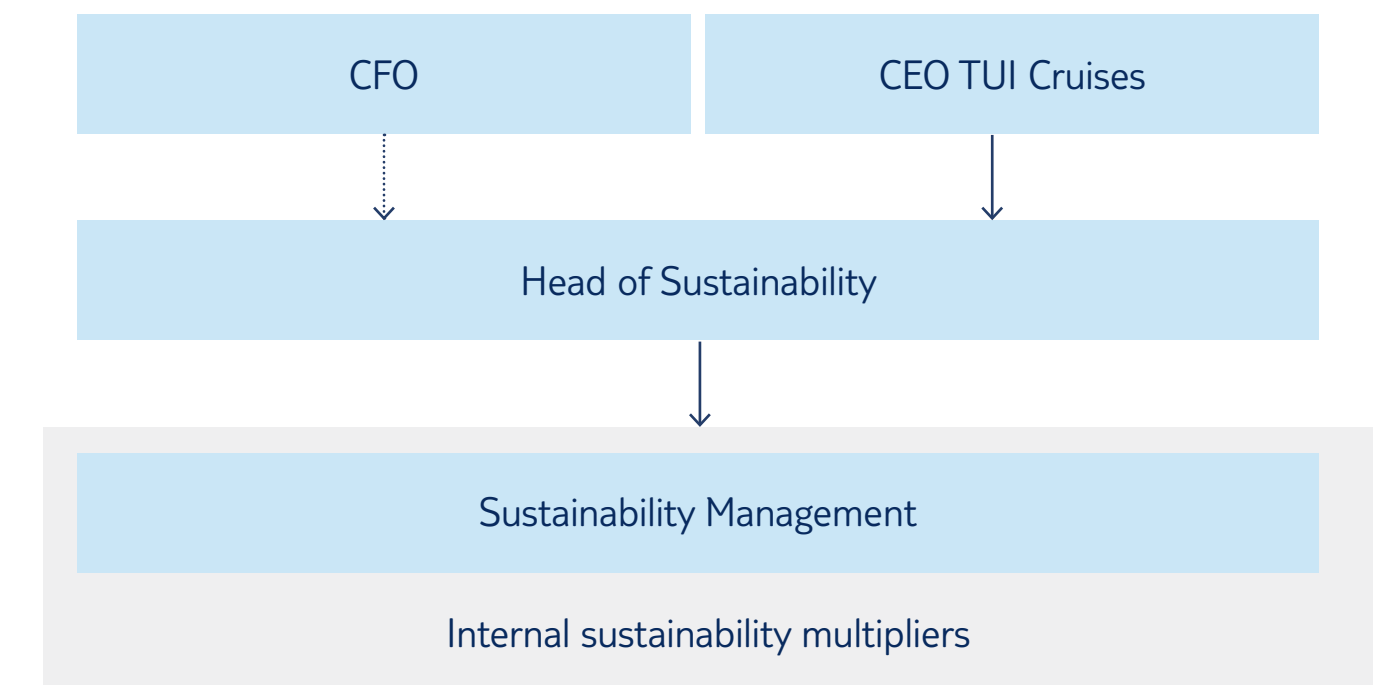 CFO
CEO TUI Cruises
Head of Sustainability
Sustainability Management
Internal sustainability multipliers